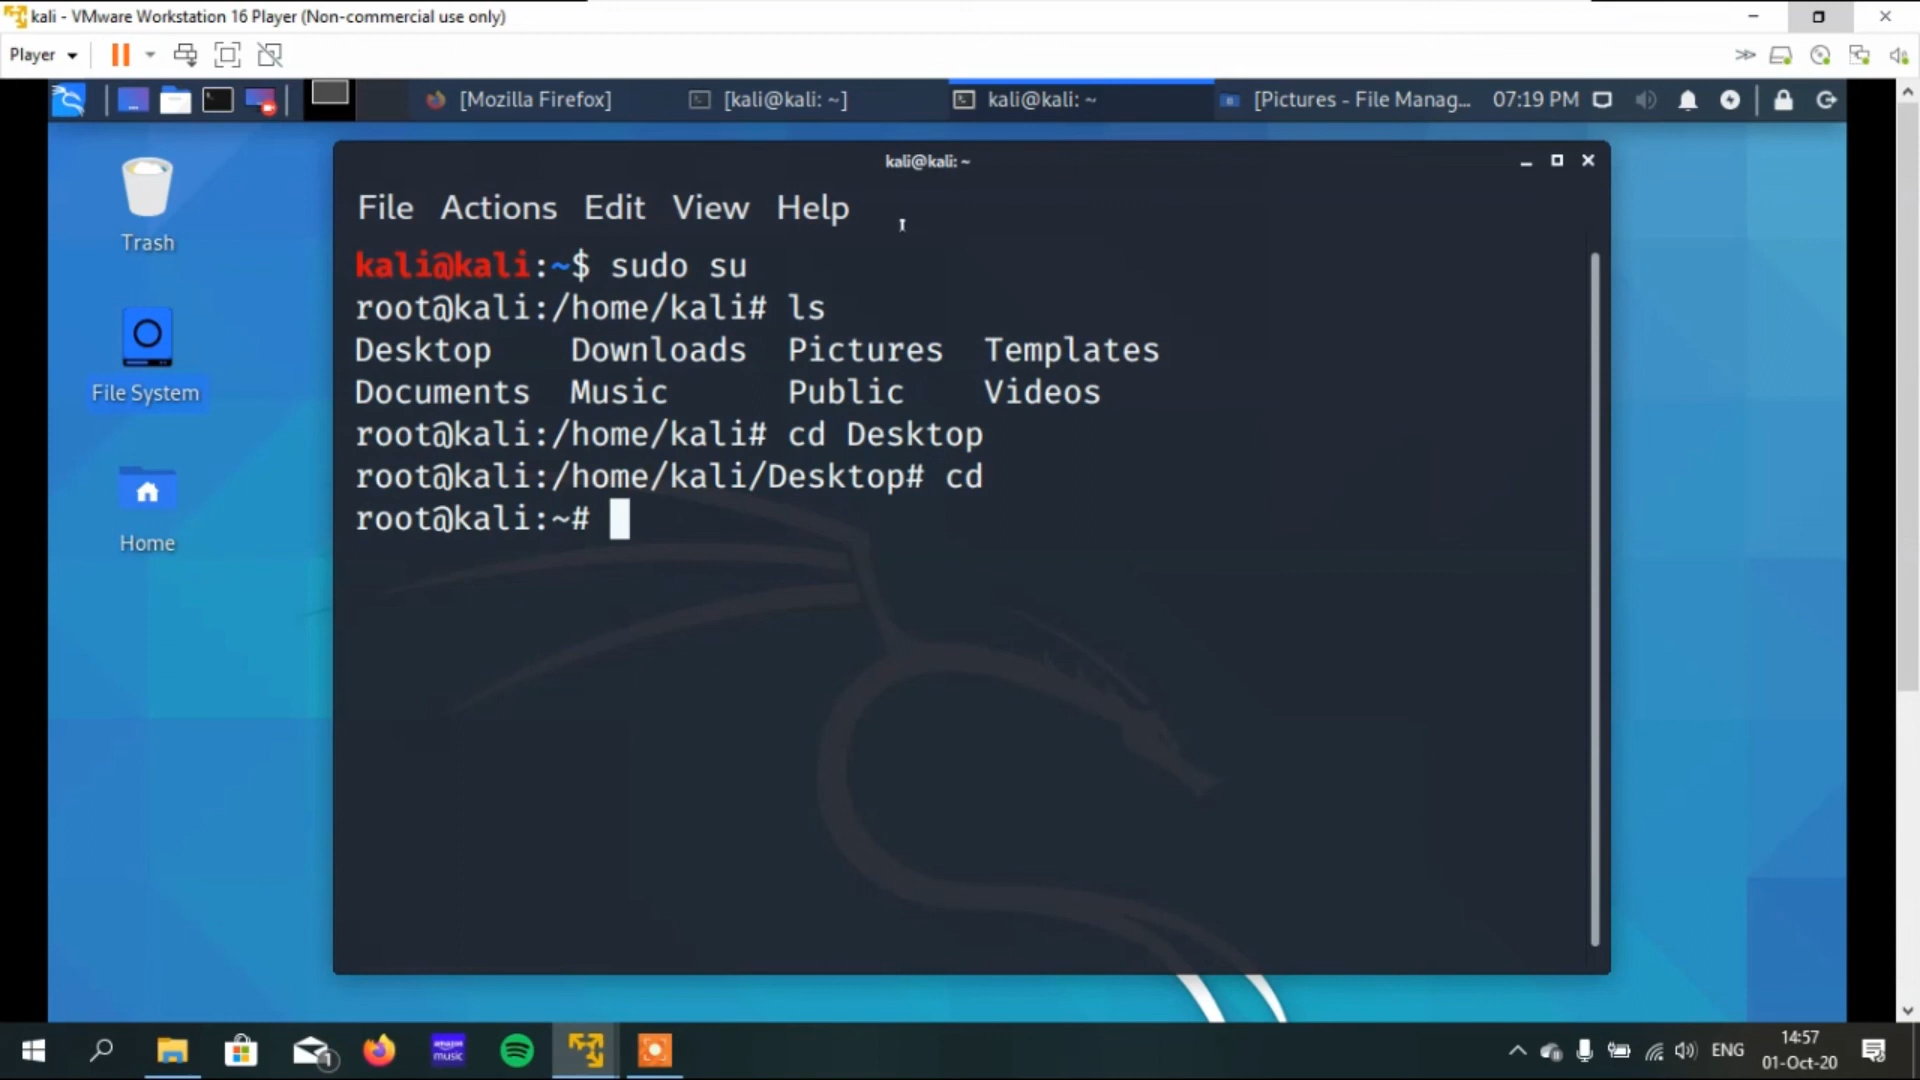 kali - VMware Workstation 16 Player (Non-commercial use only)
Player
[Mozilla Firefox]
[kali@kali: ~]
kali@kali: ~
[Pictures - File Manag...
07:19 PM
Trash
File System
Home
kali@kali: ~
File Actions Edit View Help
kali@kali:~$ sudo su
root@kali:/home/kali# ls
Desktop Downloads Pictures Templates
Documents Music Public Videos
root@kali:/home/kali# cd Desktop
root@kali:/home/kali/Desktop# cd
root@kali:~#
1
amazon
music
ENG
14:57
01-Oct-20